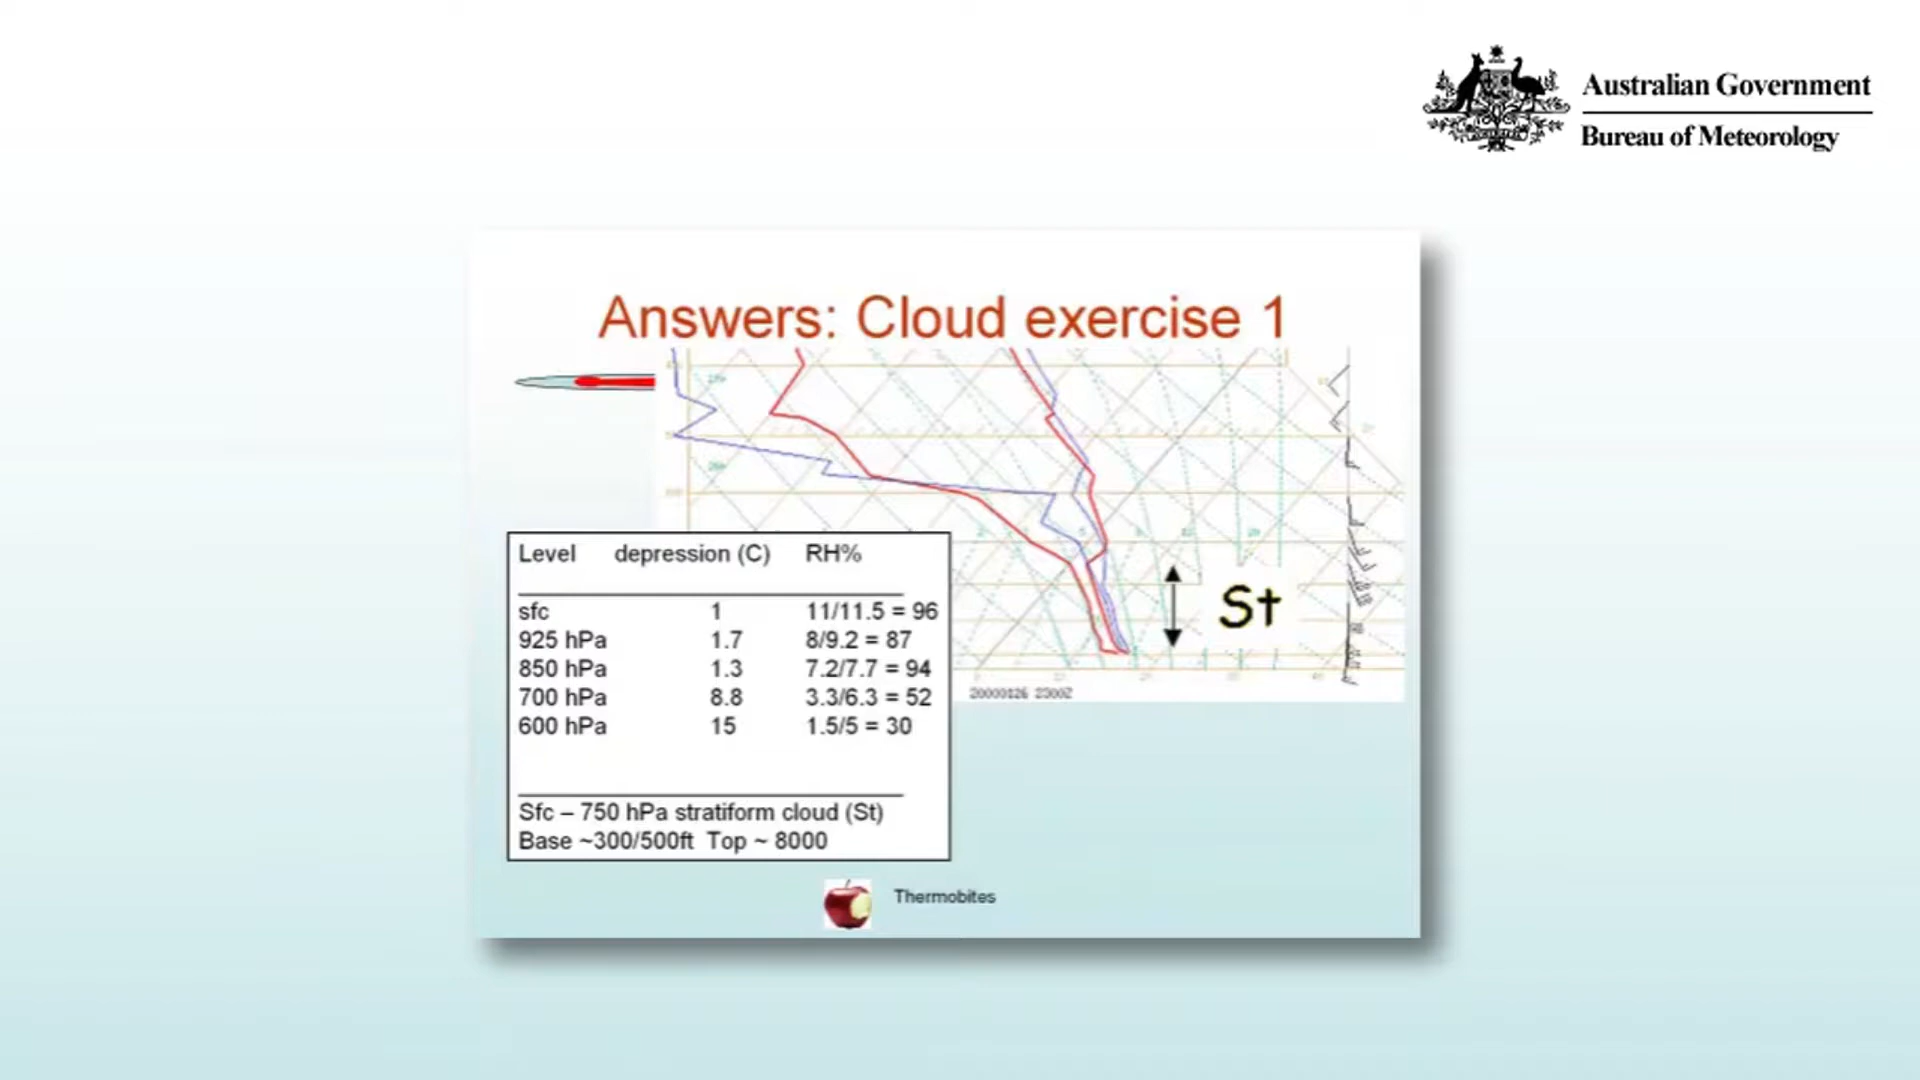 Australian Government
Bureau of Meteorology
Answers: Cloud exercise 1
Level depression (C) RH%
sfc 1 11/11.5 = 96
925 hPa 1.7 8/9.2 = 87
850 hPa 1.3 7.2/7.7 = 94
700 hPa 8.8 3.3/6.3 = 52
600 hPa 15 1.5/5 = 30
Sfc – 750 hPa stratiform cloud (St)
Base ~300/500ft Top ~ 8000
St
20000126 2300Z
Thermobites